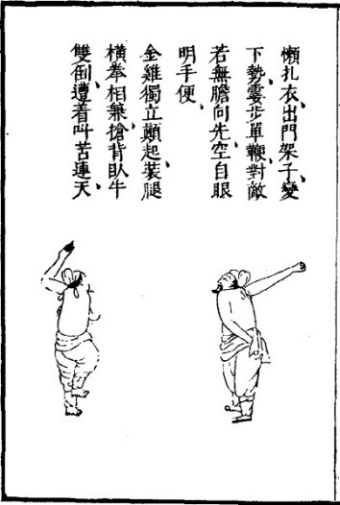 懶扎衣、出門架子、變
下勢霎步單鞭、對敵
若無膽向先、空自眼
明手便、
金雞獨立顛起、裝腿
橫拳相兼、搶背臥牛
雙倒、遭着叫苦連天、